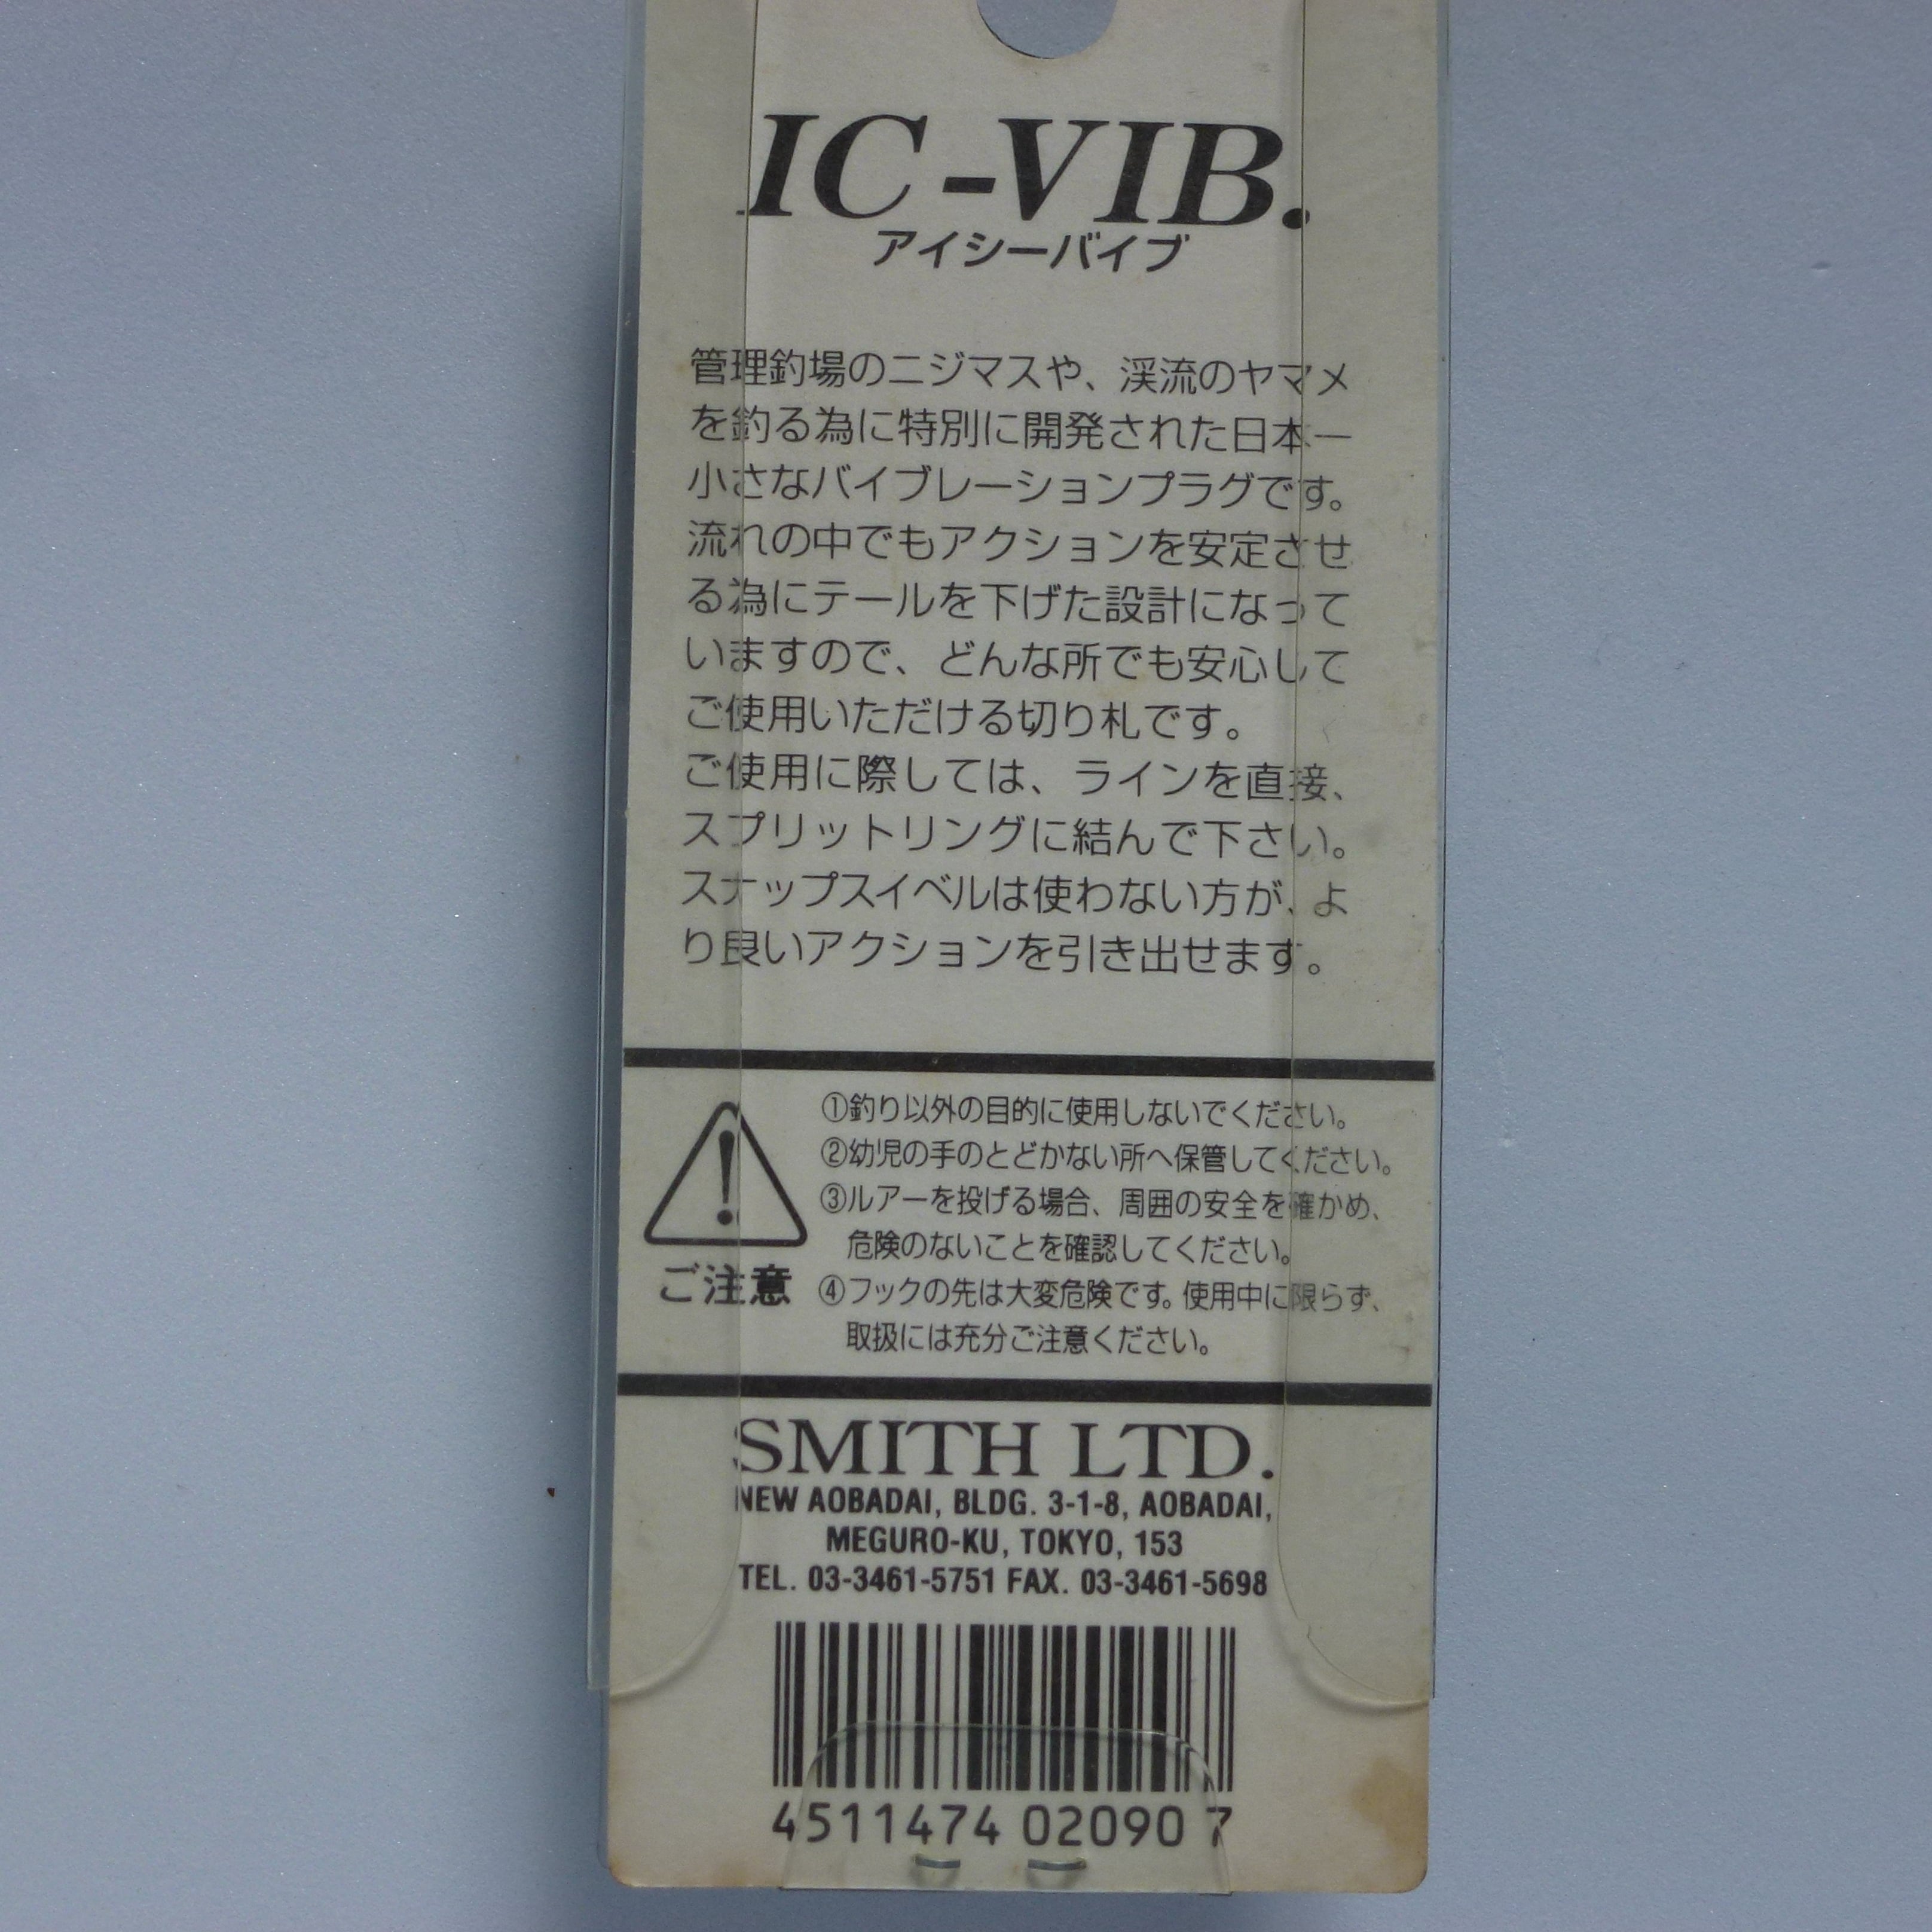 IC-VIB.
アイシーバイブ
管理釣場のニジマスや、渓流のヤマメ
を釣る為に特別に開発された日本一
小さなバイブレーションプラグです。
流れの中でもアクションを安定させ
る為にテールを下げた設計になって
いますので、どんな所でも安心して
ご使用いただける切り札です。
ご使用に際しては、ラインを直接、
スプリットリングに結んで下さい。
スナップスイベルは使わない方が、よ
り良いアクションを引き出せます。
①釣り以外の目的に使用しないでください。
②幼児の手のとどかない所へ保管してください。
③ルアーを投げる場合、周囲の安全を確かめ、
危険のないことを確認してください。
④フックの先は大変危険です。使用中に限らず、
取扱には充分ご注意ください。
ご注意
SMITH LTD.
NEW AOBADAI, BLDG. 3-1-8, AOBADAI,
MEGURO-KU, TOKYO, 153
TEL. 03-3461-5751 FAX. 03-3461-5698
4511474 02090 7